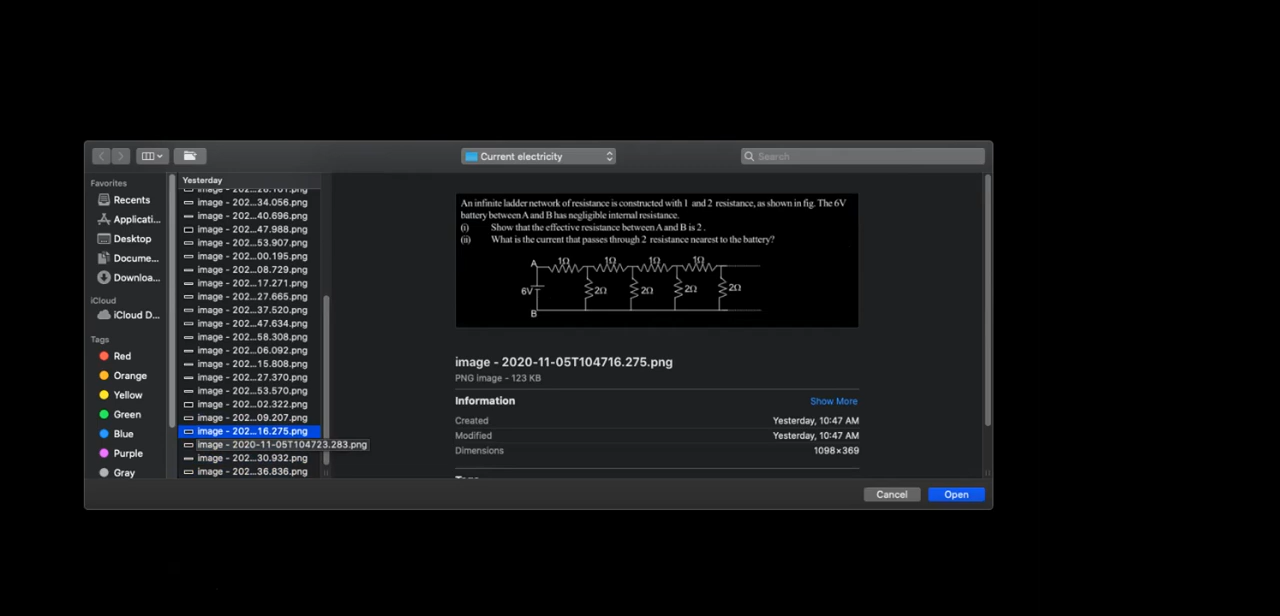 Current electricity
Search
Favorites
Recents
Applicati...
Desktop
Docume...
Downloa...
iCloud
iCloud D...
Tags
Red
Orange
Yellow
Green
Blue
Purple
Gray
Yesterday
image - 202...28.101.png
image - 202...34.056.png
image - 202...40.696.png
image - 202...47.988.png
image - 202...53.907.png
image - 202...00.195.png
image - 202...08.729.png
image - 202...17.271.png
image - 202...27.665.png
image - 202...37.520.png
image - 202...47.634.png
image - 202...58.308.png
image - 202...06.092.png
image - 202...15.808.png
image - 202...27.370.png
image - 202...53.570.png
image - 202...02.322.png
image - 202...09.207.png
image - 202...16.275.png
image - 2020-11-05T104723.283.png
image - 202...30.932.png
image - 202...36.836.png
An infinite ladder network of resistance is constructed with 1 and 2 resistance, as shown in fig. The 6V
battery between A and B has negligible internal resistance.
(i) Show that the effective resistance between A and B is 2 .
(ii) What is the current that passes through 2 resistance nearest to the battery?
A 1Ω 1Ω 1Ω 1Ω
6V 2Ω 2Ω 2Ω 2Ω
B
image - 2020-11-05T104716.275.png
PNG image - 123 KB
Information Show More
Created Yesterday, 10:47 AM
Modified Yesterday, 10:47 AM
Dimensions 1098×369
Cancel Open